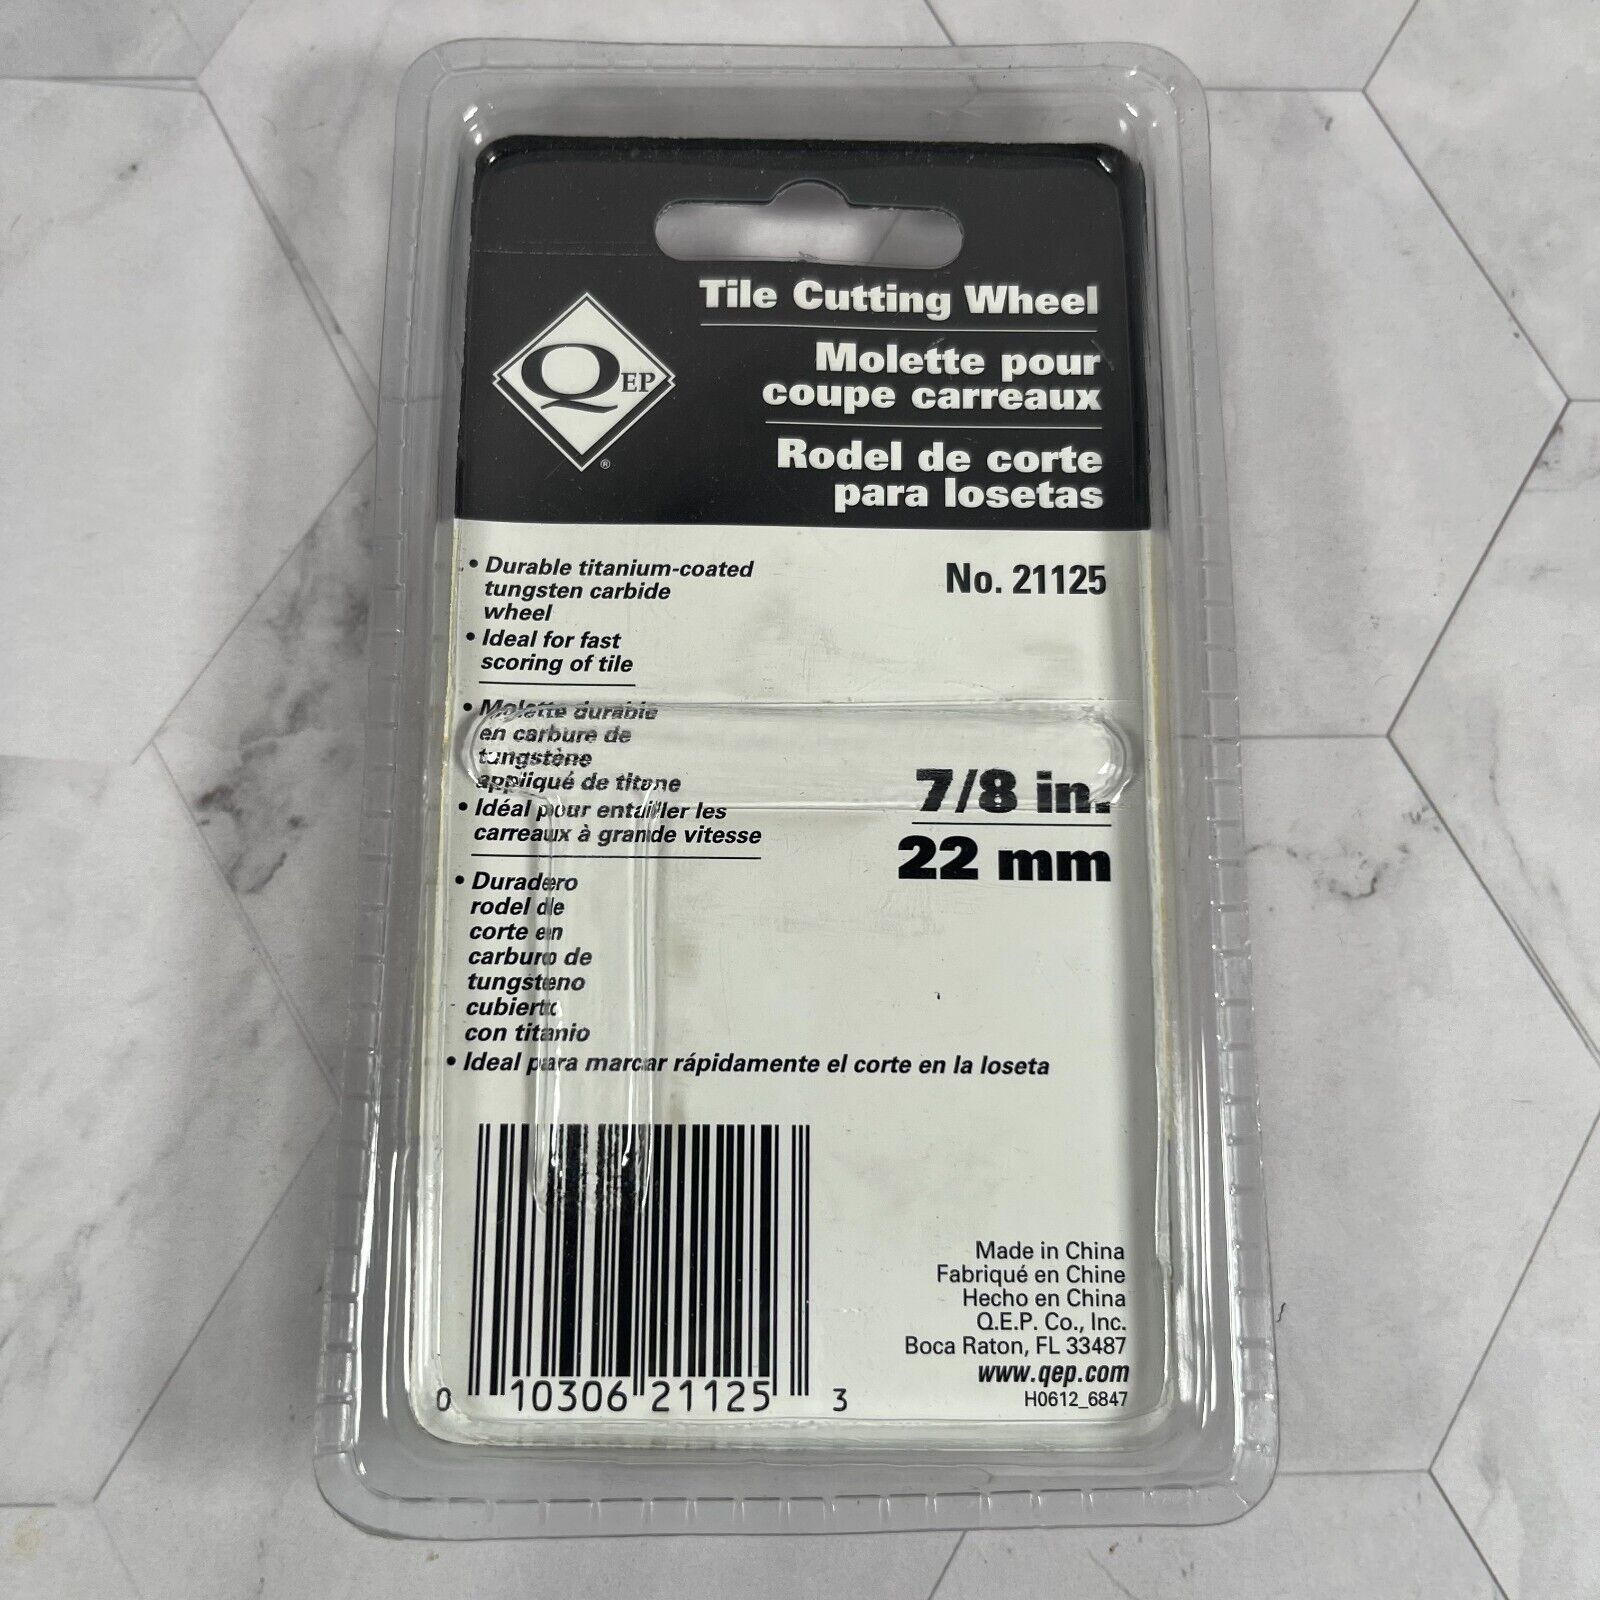 QEP
®
Tile Cutting Wheel
Molette pour
coupe carreaux
Rodel de corte
para losetas
• Durable titanium-coated
tungsten carbide
wheel
• Ideal for fast
scoring of tile
No. 21125
• Molette durable
en carbure de
tungstène
appliqué de titane
• Idéal pour entailler les
carreaux à grande vitesse
7/8 in.
22 mm
• Duradero
rodel de
corte en
carburo de
tungsteno
cubierto
con titanio
• Ideal para marcar rápidamente el corte en la loseta
0 10306 21125 3
Made in China
Fabriqué en Chine
Hecho en China
Q.E.P. Co., Inc.
Boca Raton, FL 33487
www.qep.com
H0612_6847